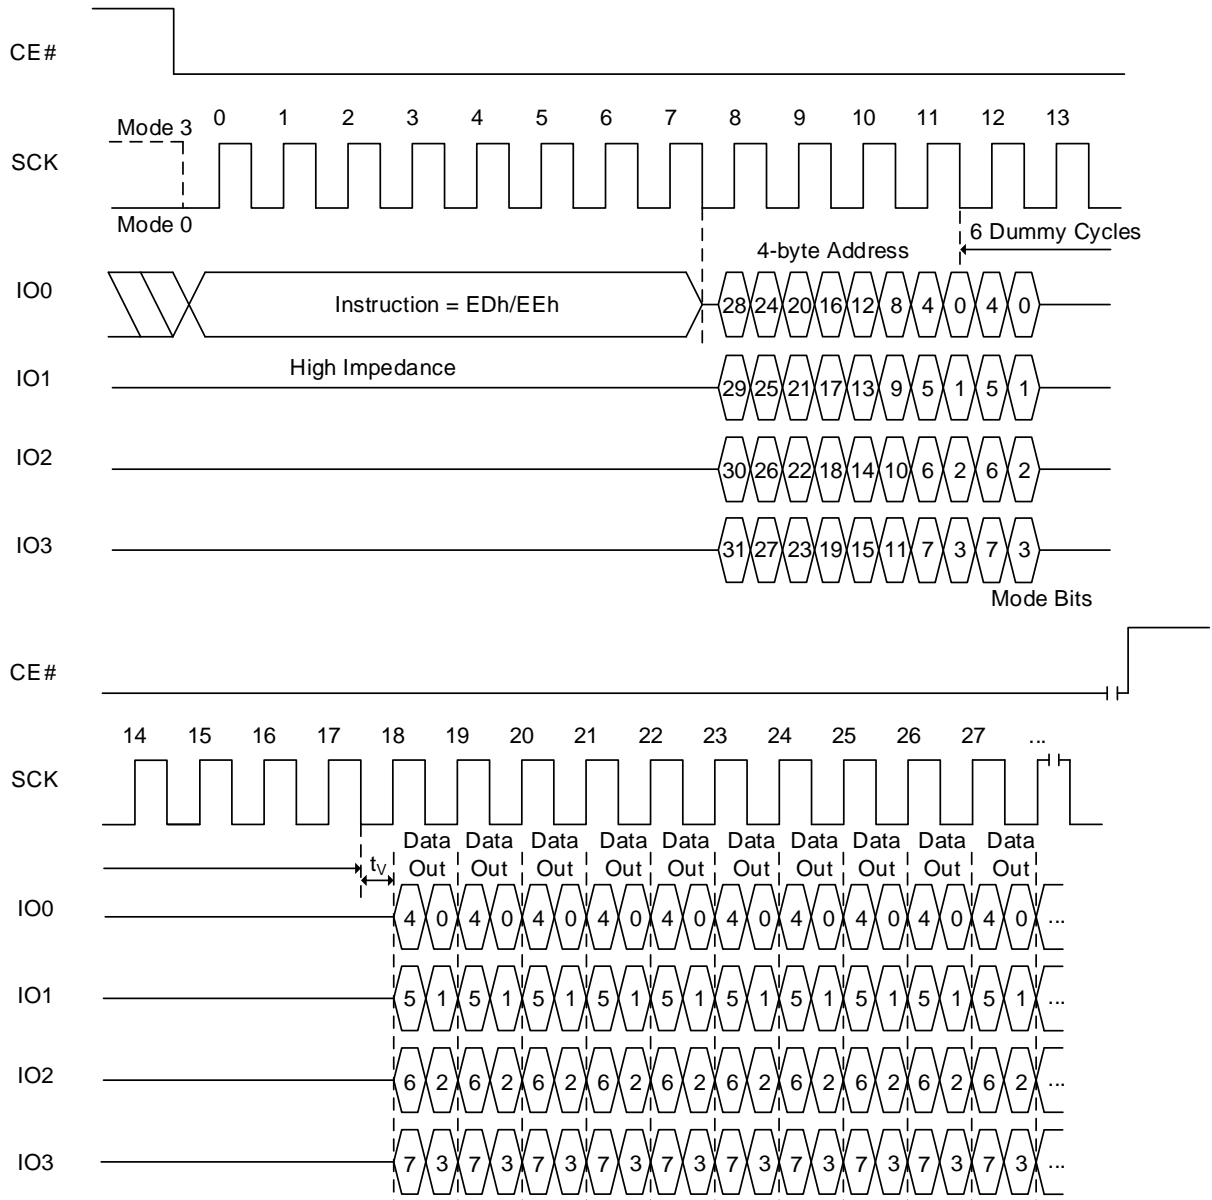 CE#
Mode 3 0 1 2 3 4 5 6 7 8 9 10 11 12 13
SCK
Mode 0
6 Dummy Cycles
4-byte Address
IO0 Instruction = EDh/EEh 28 24 20 16 12 8 4 0 4 0
High Impedance
IO1 29 25 21 17 13 9 5 1 5 1
IO2 30 26 22 18 14 10 6 2 6 2
IO3 31 27 23 19 15 11 7 3 7 3
Mode Bits
CE#
14 15 16 17 18 19 20 21 22 23 24 25 26 27 ...
SCK
Data Data Data Data Data Data Data Data Data Data
tV Out Out Out Out Out Out Out Out Out Out
IO0 4 0 4 0 4 0 4 0 4 0 4 0 4 0 4 0 4 0 4 0 ...
IO1 5 1 5 1 5 1 5 1 5 1 5 1 5 1 5 1 5 1 5 1 ...
IO2 6 2 6 2 6 2 6 2 6 2 6 2 6 2 6 2 6 2 6 2 ...
IO3 7 3 7 3 7 3 7 3 7 3 7 3 7 3 7 3 7 3 7 3 ...